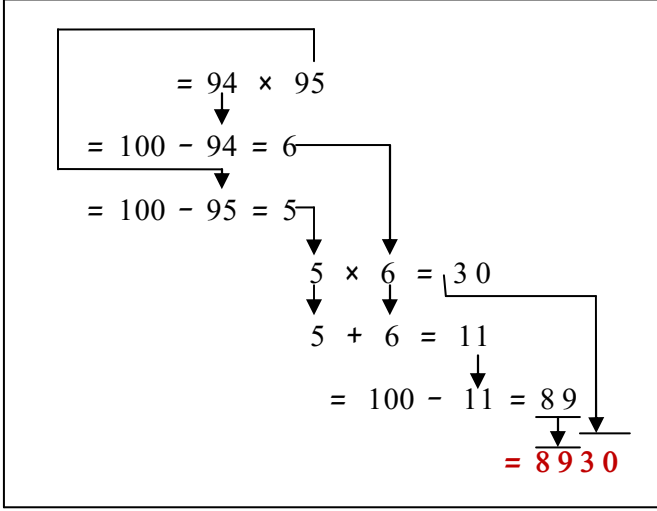 = 94 × 95
= 100 - 94 = 6
= 100 - 95 = 5
5 × 6 = 30
5 + 6 = 11
= 100 - 11 = 89
= 8930